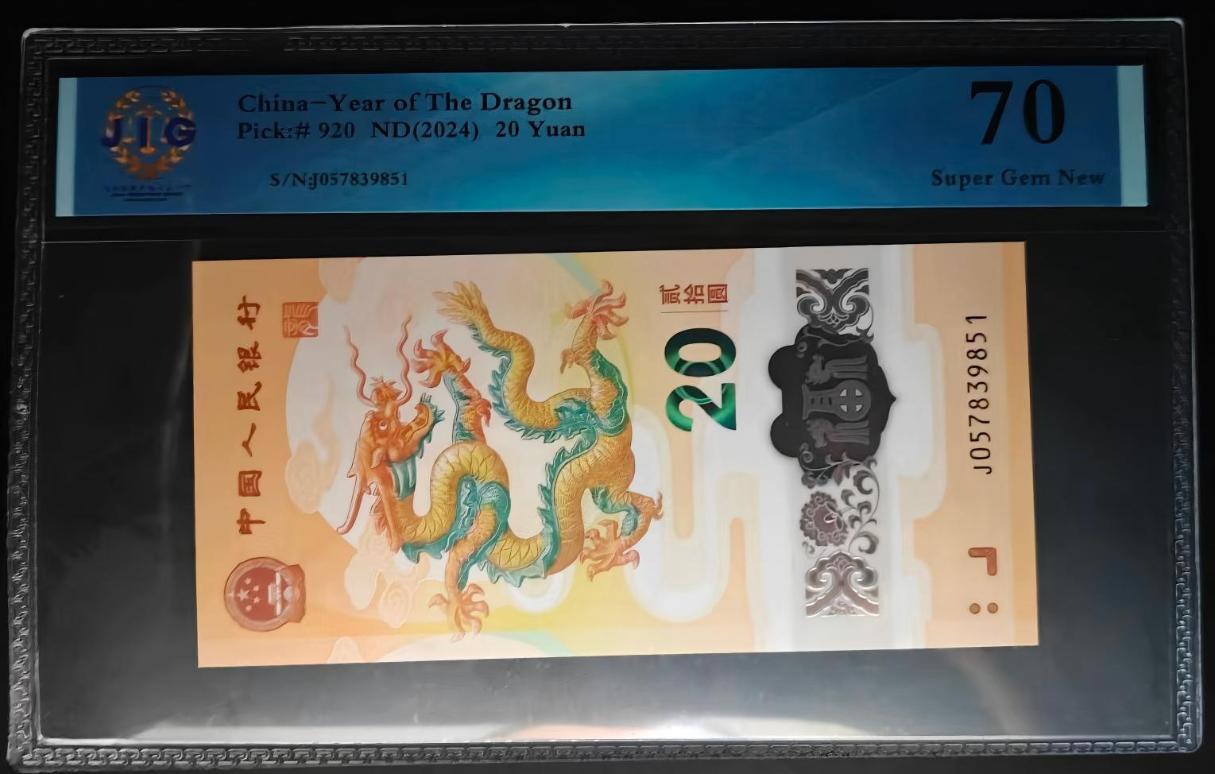 JIG
China-Year of The Dragon
Pick:# 920 ND(2024) 20 Yuan
S/N:J057839851
70
Super Gem New
中国人民银行
贰拾圆
20
J057839851